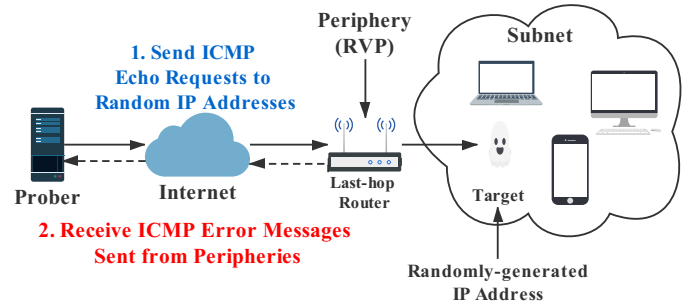 Periphery
(RVP)
Subnet
1. Send ICMP
Echo Requests to
Random IP Addresses
Prober
Internet
Last-hop
Router
Target
2. Receive ICMP Error Messages
Sent from Peripheries
Randomly-generated
IP Address